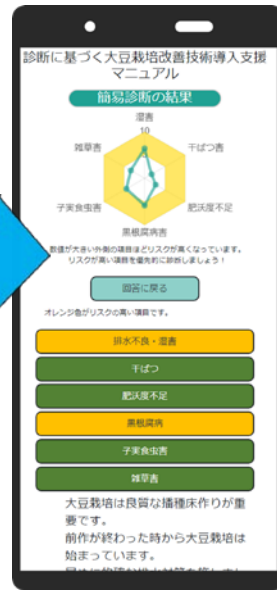 診断に基づく大豆栽培改善技術導入支援
マニュアル
簡易診断の結果
湿害
10
雑草害
干ばつ害
子実食虫害
肥沃度不足
黒根腐病害
数値が大きい外側の項目ほどリスクが高くなっています。
リスクが高い項目を優先的に診断しましょう！
回答に戻る
オレンジ色がリスクの高い項目です。
排水不良・湿害
干ばつ
肥沃度不足
黒根腐病
子実食虫害
雑草害
大豆栽培は良質な播種床作りが重
要です。
前作が終わった時から大豆栽培は
始まっています。